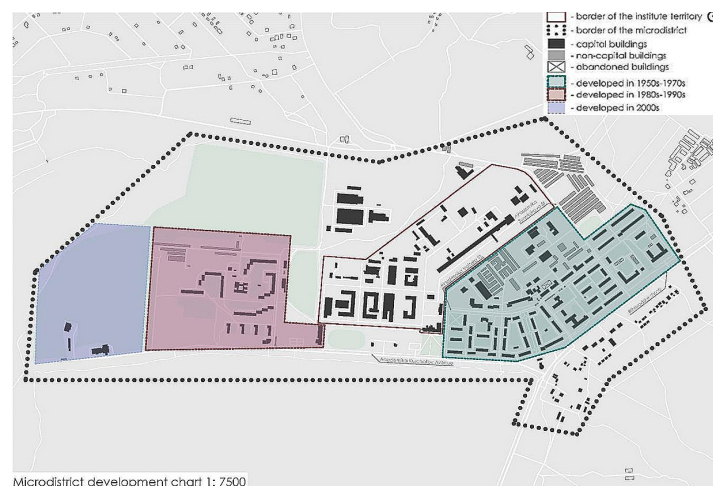 - border of the institute territory
- border of the microdistrict
- capital buildings
- non-capital buildings
- abandoned buildings
- developed in 1950s-1970s
- developed in 1980s-1990s
- developed in 2000s
Microdistrict development chart 1: 7500